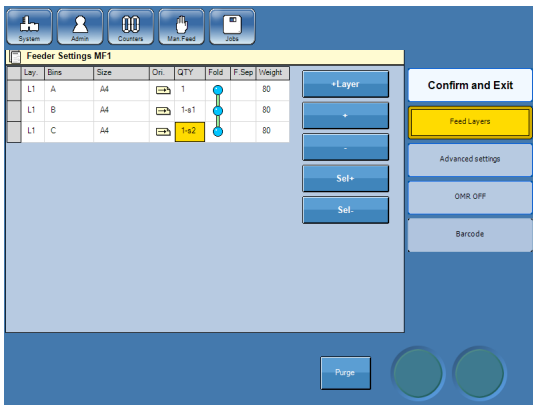 System Admin Counters Man.Feed Jobs
Feeder Settings MF1
Lay. Bins Size Ori. QTY Fold F.Sep Weight
L1 A A4 1 80
L1 B A4 1-s1 80
L1 C A4 1-s2 80
+Layer
+
-
Sel+
Sel-
Confirm and Exit
Feed Layers
Advanced settings
OMR OFF
Barcode
Purge